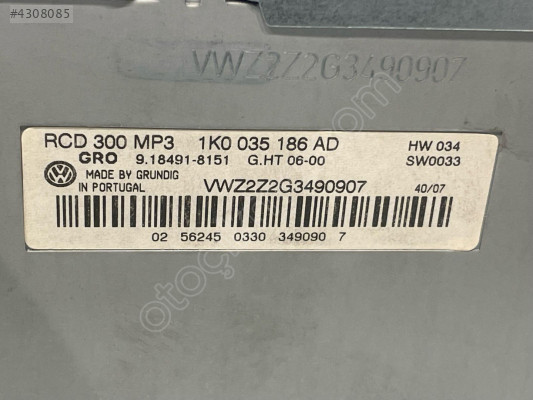 #4308085
VWZ2Z2G3490907
RCD 300 MP3 1K0 035 186 AD HW 034
GRO 9.18491-8151 G.HT 06-00 SW0033
MADE BY GRUNDIG
IN PORTUGAL VWZ2Z2G3490907 40/07
02 56245 0330 349090 7